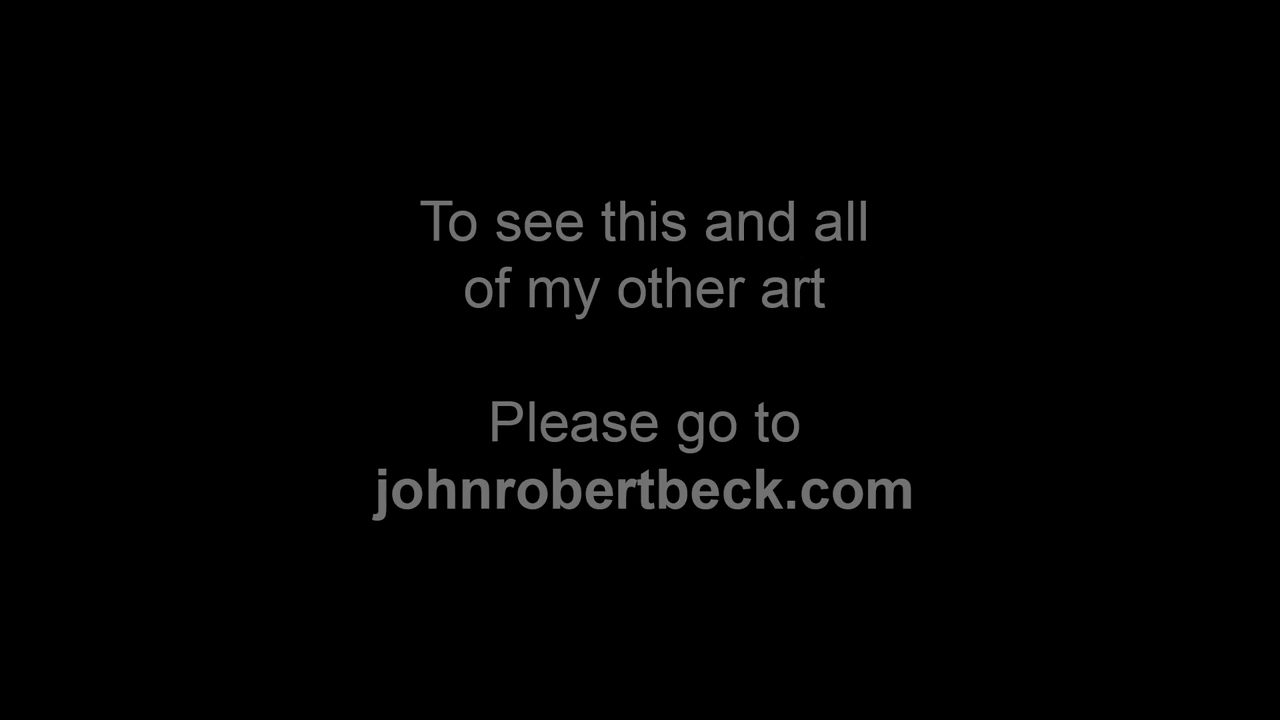 To see this and all
of my other art
Please go to
johnrobertbeck.com